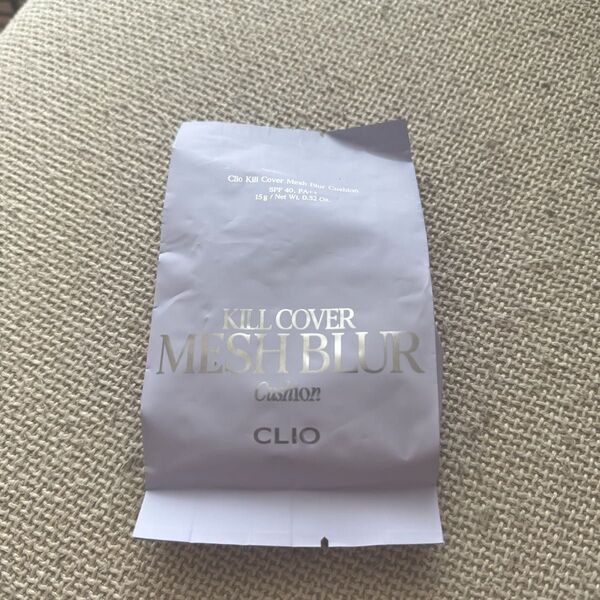 Clio Kill Cover Mesh Blur Cushion
SPF 40, PA++
15g / Net Wt. 0.52 Oz.
KILL COVER
MESH BLUR
Cushion
CLIO